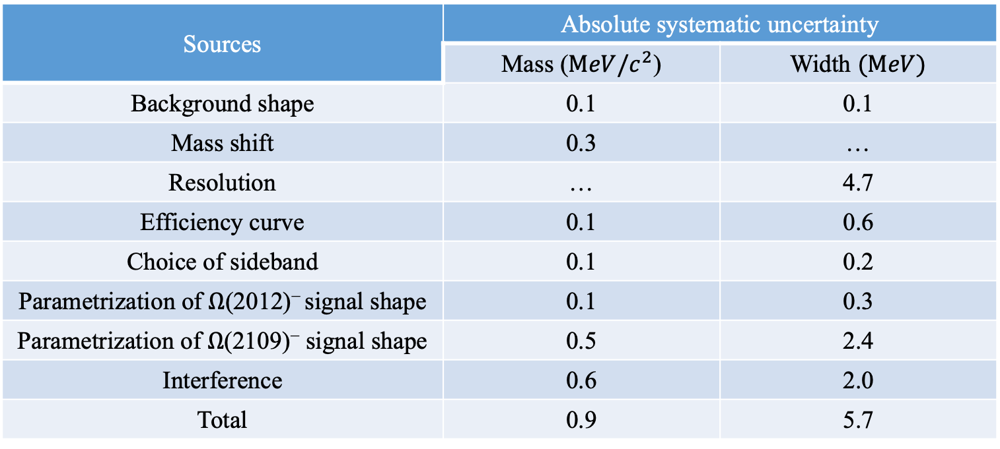 Sources Absolute systematic uncertainty
Mass (MeV/c²) Width (MeV)
Background shape 0.1 0.1
Mass shift 0.3 …
Resolution … 4.7
Efficiency curve 0.1 0.6
Choice of sideband 0.1 0.2
Parametrization of Ω(2012)⁻ signal shape 0.1 0.3
Parametrization of Ω(2109)⁻ signal shape 0.5 2.4
Interference 0.6 2.0
Total 0.9 5.7